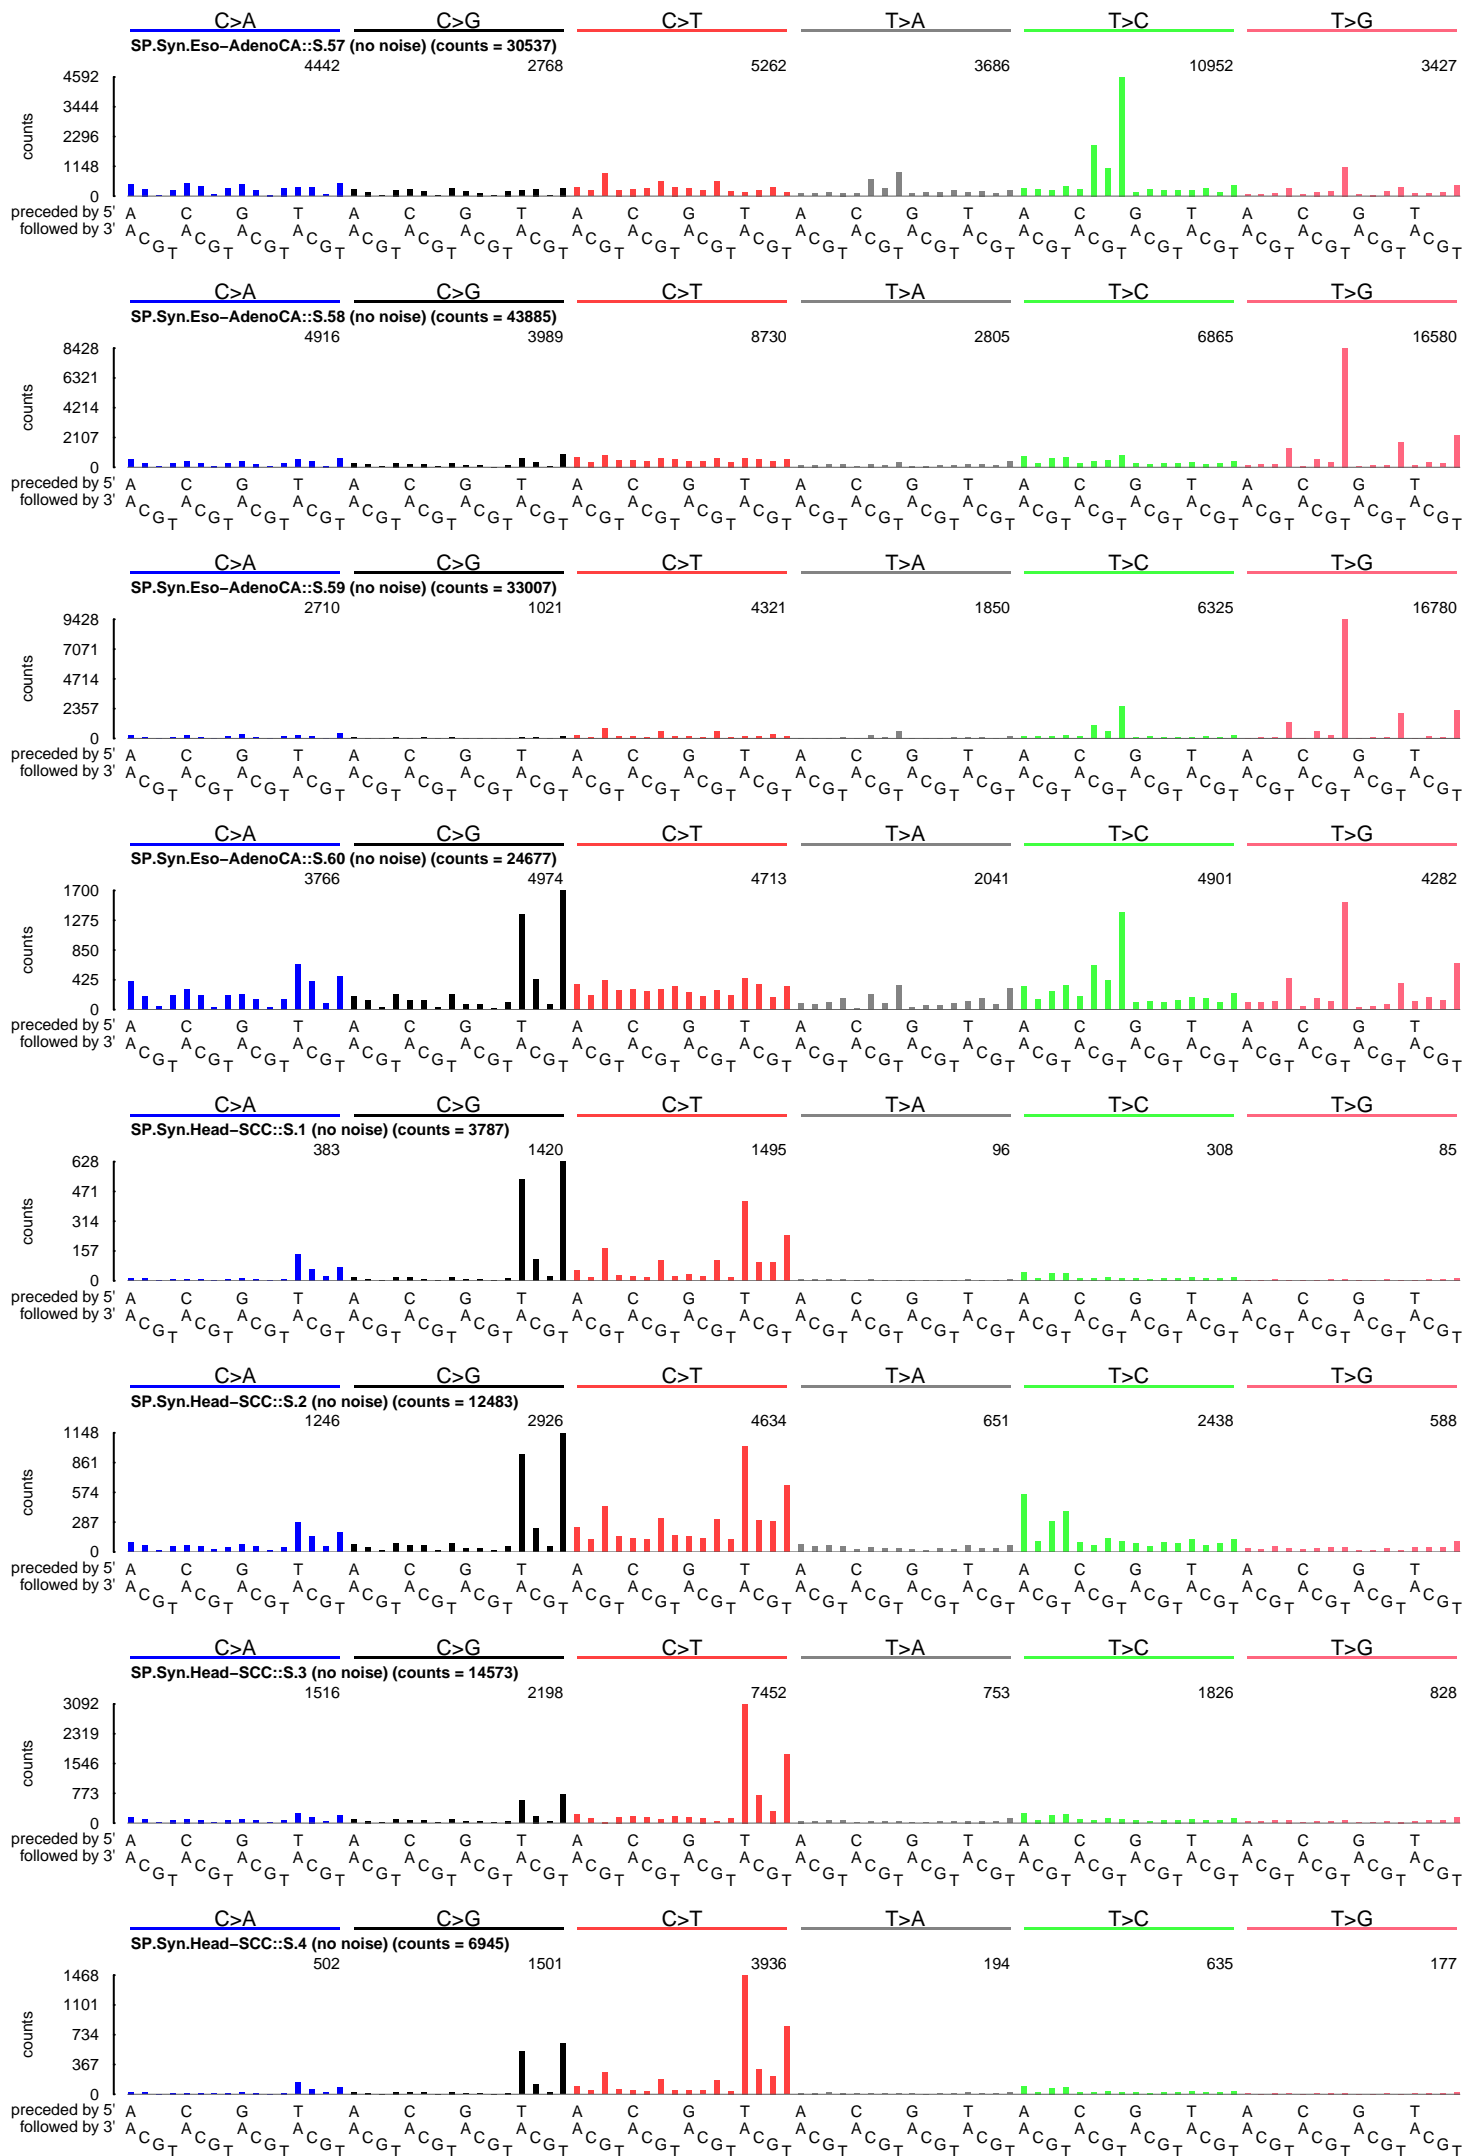 C>A C>G C>T T>A T>C T>G
SP.Syn.Eso−AdenoCA::S.57 (no noise) (counts = 30537)
4442 2768 5262 3686 10952 3427
4592
3444
2296
1148
0
counts
preceded by 5' A C G T A C G T A C G T A C G T A C G T A C G T
followed by 3' A C G T A C G T A C G T A C G T A C G T A C G T A C G T A C G T A C G T A C G T A C G T A C G T A C G T A C G T A C G T A C G T A C G T A C G T A C G T A C G T A C G T A C G T A C G T A C G T
C>A C>G C>T T>A T>C T>G
SP.Syn.Eso−AdenoCA::S.58 (no noise) (counts = 43885)
4916 3989 8730 2805 6865 16580
8428
6321
4214
2107
0
counts
preceded by 5' A C G T A C G T A C G T A C G T A C G T A C G T
followed by 3' A C G T A C G T A C G T A C G T A C G T A C G T A C G T A C G T A C G T A C G T A C G T A C G T A C G T A C G T A C G T A C G T A C G T A C G T A C G T A C G T A C G T A C G T A C G T A C G T
C>A C>G C>T T>A T>C T>G
SP.Syn.Eso−AdenoCA::S.59 (no noise) (counts = 33007)
2710 1021 4321 1850 6325 16780
9428
7071
4714
2357
0
counts
preceded by 5' A C G T A C G T A C G T A C G T A C G T A C G T
followed by 3' A C G T A C G T A C G T A C G T A C G T A C G T A C G T A C G T A C G T A C G T A C G T A C G T A C G T A C G T A C G T A C G T A C G T A C G T A C G T A C G T A C G T A C G T A C G T A C G T
C>A C>G C>T T>A T>C T>G
SP.Syn.Eso−AdenoCA::S.60 (no noise) (counts = 24677)
3766 4974 4713 2041 4901 4282
1700
1275
850
425
0
counts
preceded by 5' A C G T A C G T A C G T A C G T A C G T A C G T
followed by 3' A C G T A C G T A C G T A C G T A C G T A C G T A C G T A C G T A C G T A C G T A C G T A C G T A C G T A C G T A C G T A C G T A C G T A C G T A C G T A C G T A C G T A C G T A C G T A C G T
C>A C>G C>T T>A T>C T>G
SP.Syn.Head−SCC::S.1 (no noise) (counts = 3787)
383 1420 1495 96 308 85
628
471
314
157
0
counts
preceded by 5' A C G T A C G T A C G T A C G T A C G T A C G T
followed by 3' A C G T A C G T A C G T A C G T A C G T A C G T A C G T A C G T A C G T A C G T A C G T A C G T A C G T A C G T A C G T A C G T A C G T A C G T A C G T A C G T A C G T A C G T A C G T A C G T
C>A C>G C>T T>A T>C T>G
SP.Syn.Head−SCC::S.2 (no noise) (counts = 12483)
1246 2926 4634 651 2438 588
1148
861
574
287
0
counts
preceded by 5' A C G T A C G T A C G T A C G T A C G T A C G T
followed by 3' A C G T A C G T A C G T A C G T A C G T A C G T A C G T A C G T A C G T A C G T A C G T A C G T A C G T A C G T A C G T A C G T A C G T A C G T A C G T A C G T A C G T A C G T A C G T A C G T
C>A C>G C>T T>A T>C T>G
SP.Syn.Head−SCC::S.3 (no noise) (counts = 14573)
1516 2198 7452 753 1826 828
3092
2319
1546
773
0
counts
preceded by 5' A C G T A C G T A C G T A C G T A C G T A C G T
followed by 3' A C G T A C G T A C G T A C G T A C G T A C G T A C G T A C G T A C G T A C G T A C G T A C G T A C G T A C G T A C G T A C G T A C G T A C G T A C G T A C G T A C G T A C G T A C G T A C G T
C>A C>G C>T T>A T>C T>G
SP.Syn.Head−SCC::S.4 (no noise) (counts = 6945)
502 1501 3936 194 635 177
1468
1101
734
367
0
counts
preceded by 5' A C G T A C G T A C G T A C G T A C G T A C G T
followed by 3' A C G T A C G T A C G T A C G T A C G T A C G T A C G T A C G T A C G T A C G T A C G T A C G T A C G T A C G T A C G T A C G T A C G T A C G T A C G T A C G T A C G T A C G T A C G T A C G T